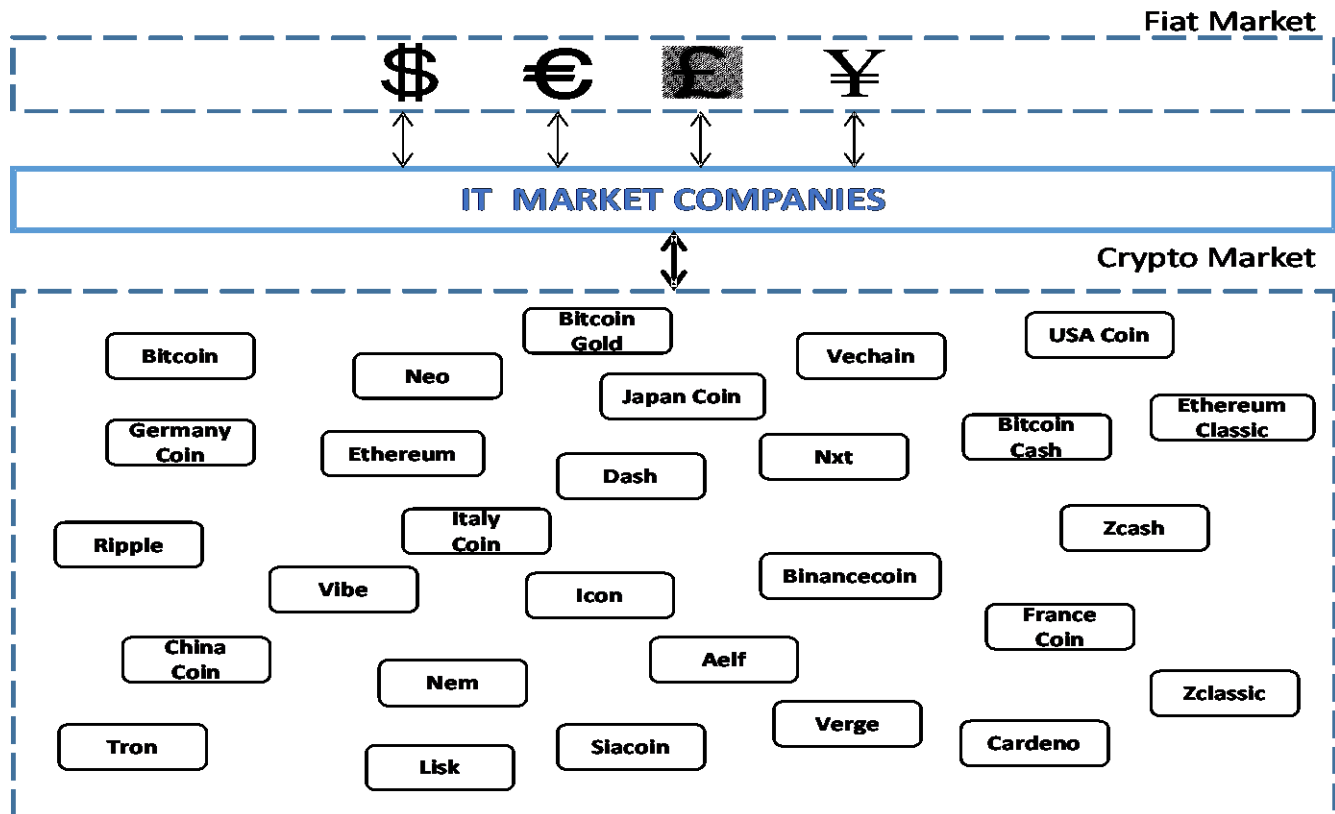 Fiat Market
$ € £ ¥
IT MARKET COMPANIES
Crypto Market
Bitcoin
Gold
USA Coin
Bitcoin
Vechain
Neo
Japan Coin
Ethereum
Classic
Germany
Coin
Bitcoin
Cash
Ethereum
Nxt
Dash
Italy
Coin
Zcash
Ripple
Binancecoin
Vibe
Icon
France
Coin
China
Coin
Aelf
Nem
Zclassic
Verge
Tron
Siacoin
Cardeno
Lisk